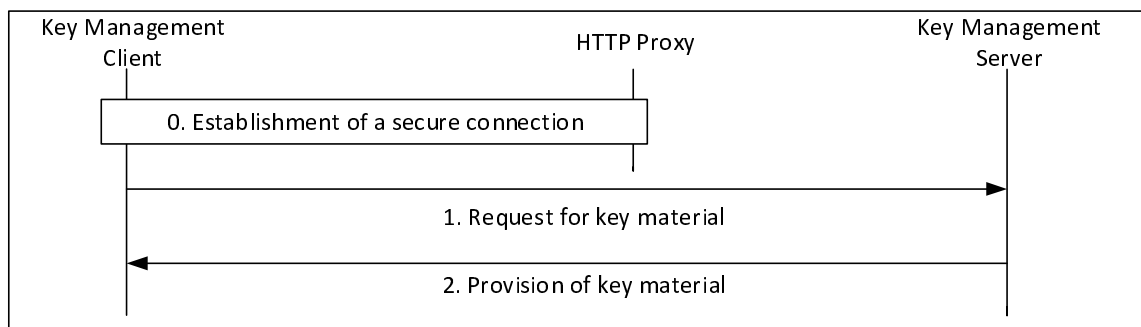 Key Management
Client
HTTP Proxy
Key Management
Server
0. Establishment of a secure connection
1. Request for key material
2. Provision of key material